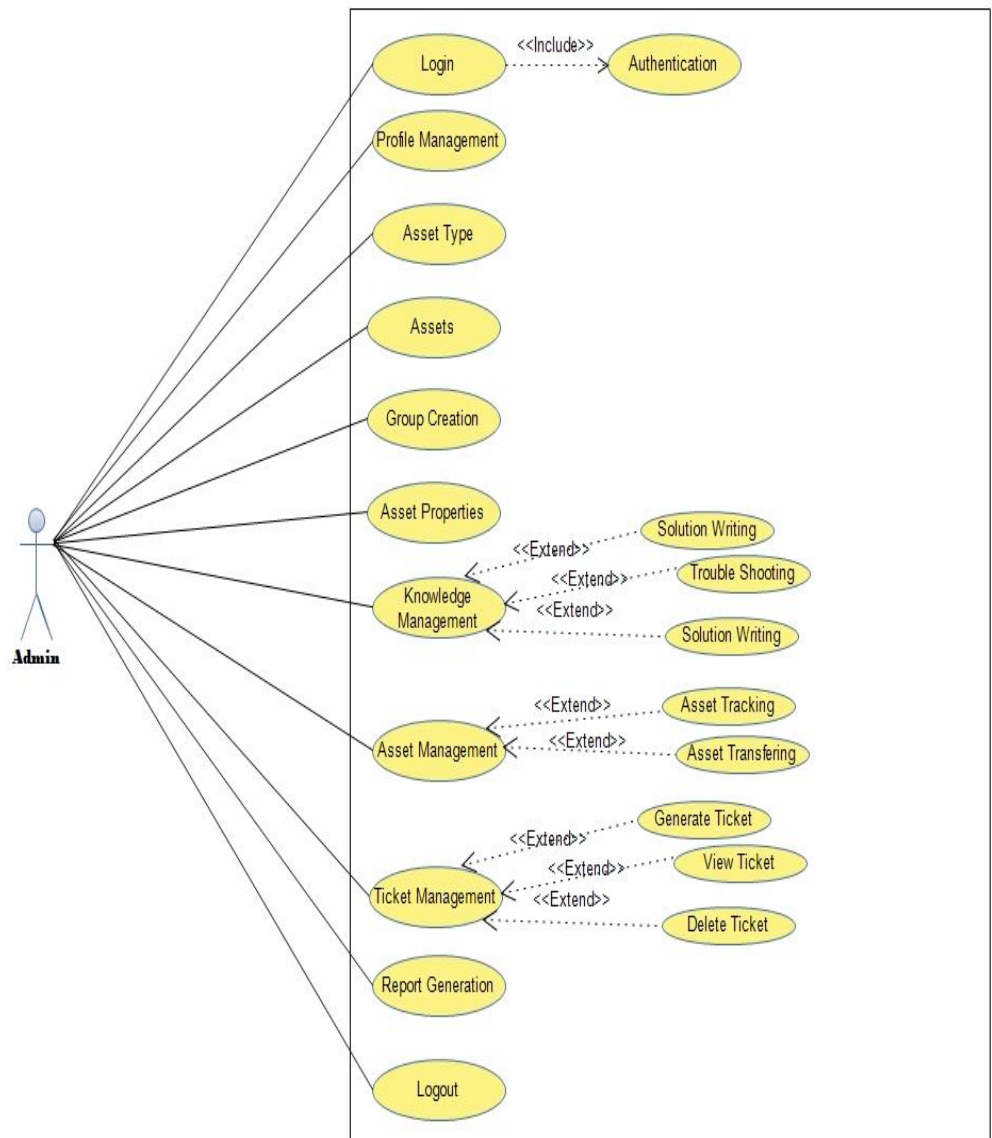 <<Include>>
Login
Authentication
Profile Management
Asset Type
Assets
Group Creation
Asset Properties
Solution Writing
<<Extend>>
Trouble Shooting
<<Extend>>
Knowledge
Management
<<Extend>>
Solution Writing
Admin
Asset Tracking
<<Extend>>
Asset Management
<<Extend>>
Asset Transfering
Generate Ticket
<<Extend>>
View Ticket
<<Extend>>
Ticket Management
<<Extend>>
Delete Ticket
Report Generation
Logout